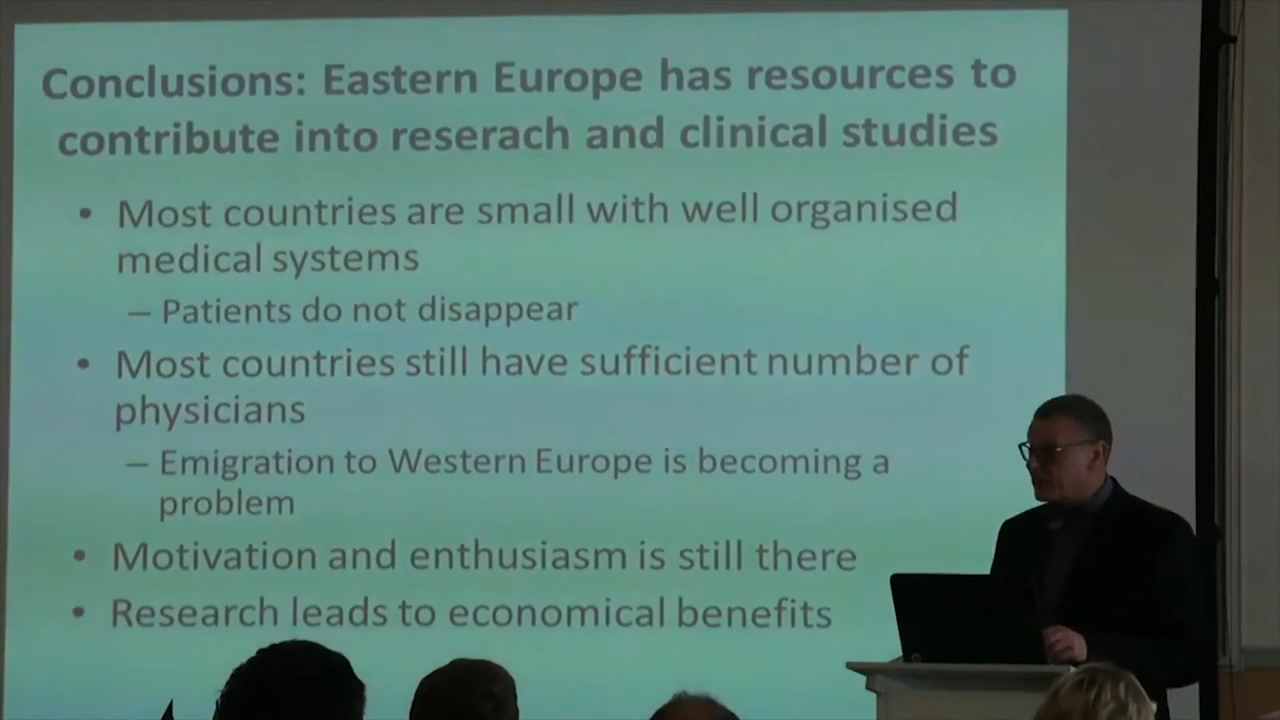 Conclusions: Eastern Europe has resources to
contribute into reserach and clinical studies
• Most countries are small with well organised
medical systems
– Patients do not disappear
• Most countries still have sufficient number of
physicians
– Emigration to Western Europe is becoming a
problem
• Motivation and enthusiasm is still there
• Research leads to economical benefits